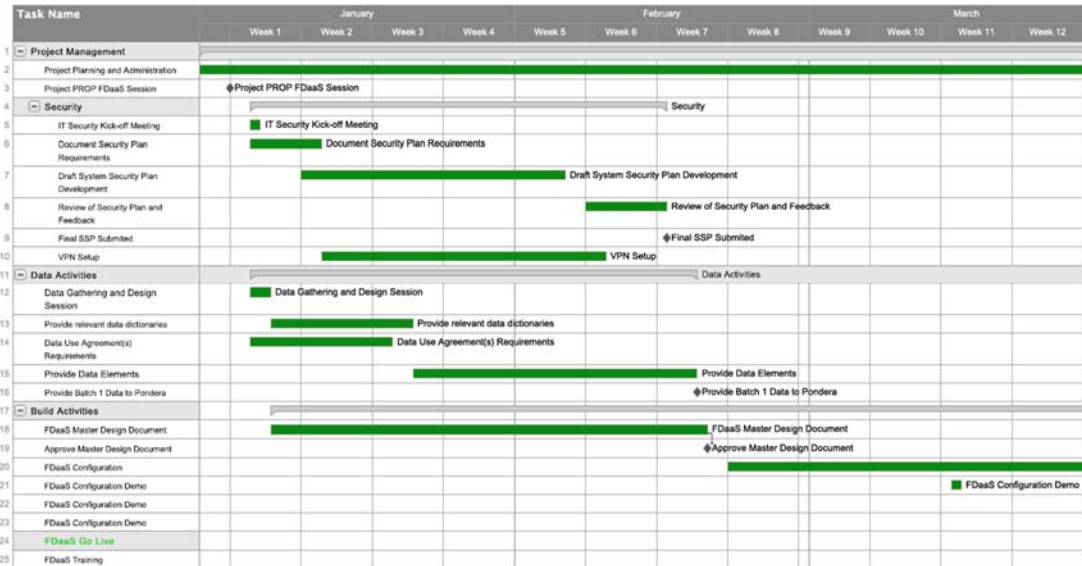 Task Name January February March
Week 1 Week 2 Week 3 Week 4 Week 5 Week 6 Week 7 Week 8 Week 9 Week 10 Week 11 Week 12
1 Project Management
2 Project Planning and Administration
3 Project PROP FDaaS Session Project PROP FDaaS Session
4 Security Security
5 IT Security Kick-off Meeting IT Security Kick-off Meeting
6 Document Security Plan Document Security Plan Requirements
Requirements
7 Draft System Security Plan Draft System Security Plan Development
Development
8 Review of Security Plan and Review of Security Plan and Feedback
Feedback
9 Final SSP Submited Final SSP Submited
10 VPN Setup VPN Setup
11 Data Activities Data Activities
12 Data Gathering and Design Data Gathering and Design Session
Session
13 Provide relevant data dictionaries Provide relevant data dictionaries
14 Data Use Agreement(s) Data Use Agreement(s) Requirements
Requirements
15 Provide Data Elements Provide Data Elements
16 Provide Batch 1 Data to Pondera Provide Batch 1 Data to Pondera
17 Build Activities
18 FDaaS Master Design Document FDaaS Master Design Document
19 Approve Master Design Document Approve Master Design Document
20 FDaaS Configuration
21 FDaaS Configuration Demo FDaaS Configuration Demo
22 FDaaS Configuration Demo
23 FDaaS Configuration Demo
24 FDaaS Go Live
25 FDaaS Training